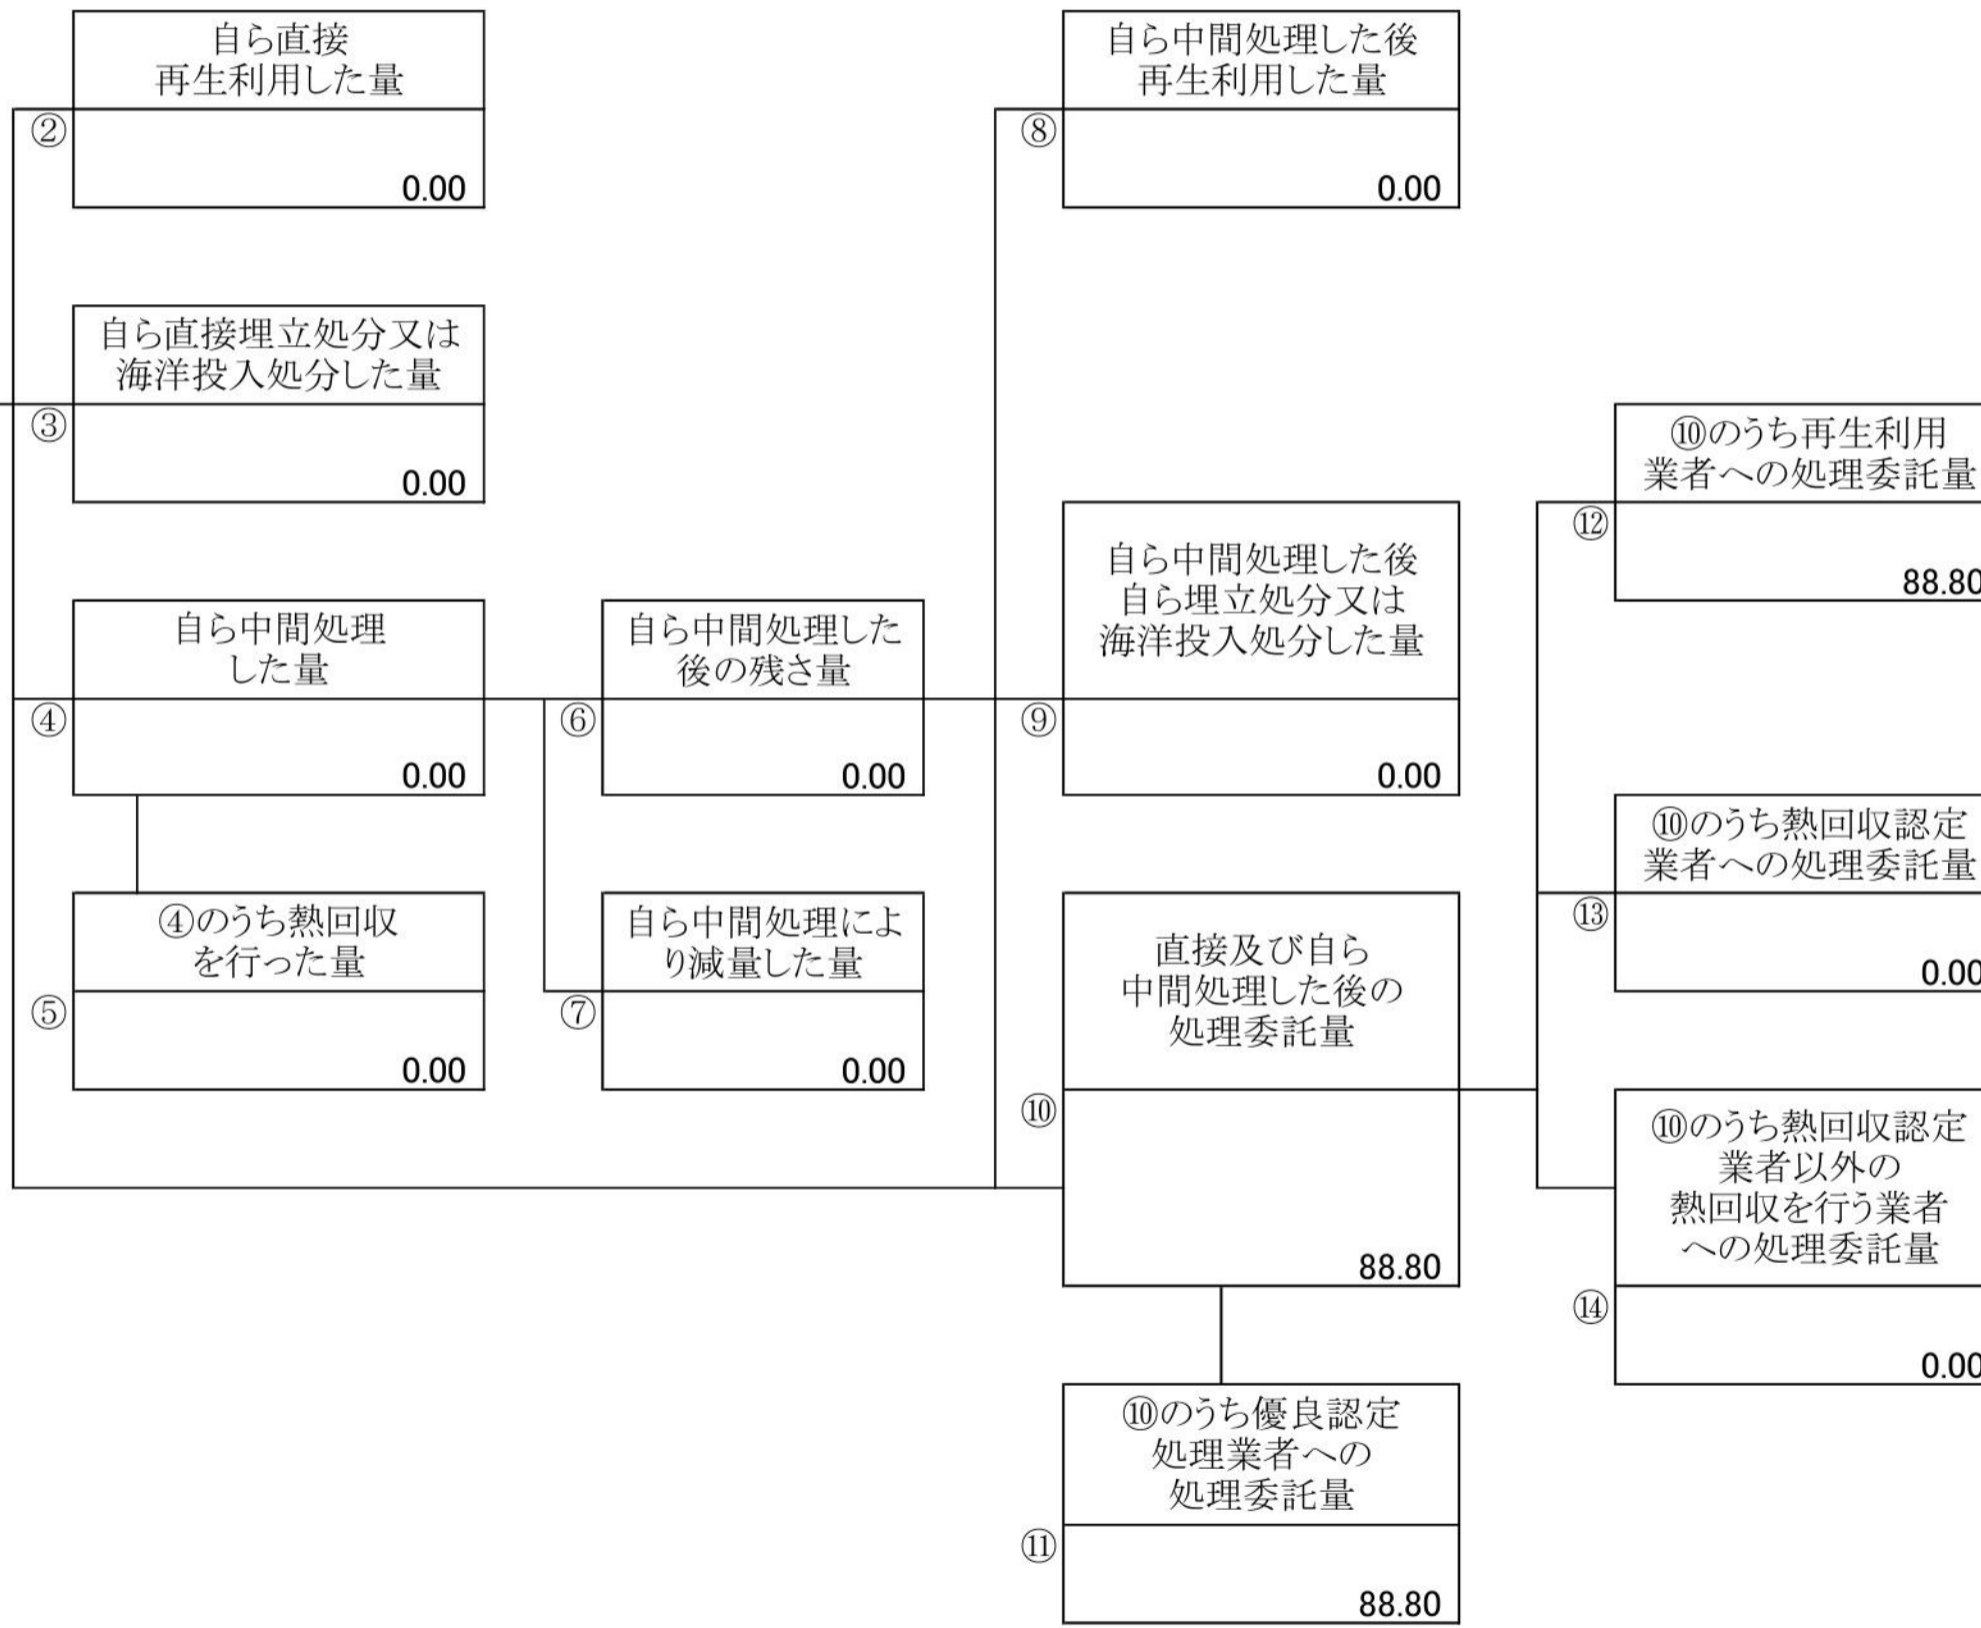 自ら直接
再生利用した量
②
0.00
自ら中間処理した後
再生利用した量
⑧
0.00
自ら直接埋立処分又は
海洋投入処分した量
③
0.00
⑩のうち再生利用
業者への処理委託量
⑫
88.80
自ら中間処理した後
自ら埋立処分又は
海洋投入処分した量
⑨
0.00
自ら中間処理
した量
④
0.00
自ら中間処理した
後の残さ量
⑥
0.00
⑩のうち熱回収認定
業者への処理委託量
⑬
0.00
④のうち熱回収
を行った量
⑤
0.00
自ら中間処理によ
り減量した量
⑦
0.00
直接及び自ら
中間処理した後の
処理委託量
⑩
88.80
⑩のうち熱回収認定
業者以外の
熱回収を行う業者
への処理委託量
⑭
0.00
⑩のうち優良認定
処理業者への
処理委託量
⑪
88.80